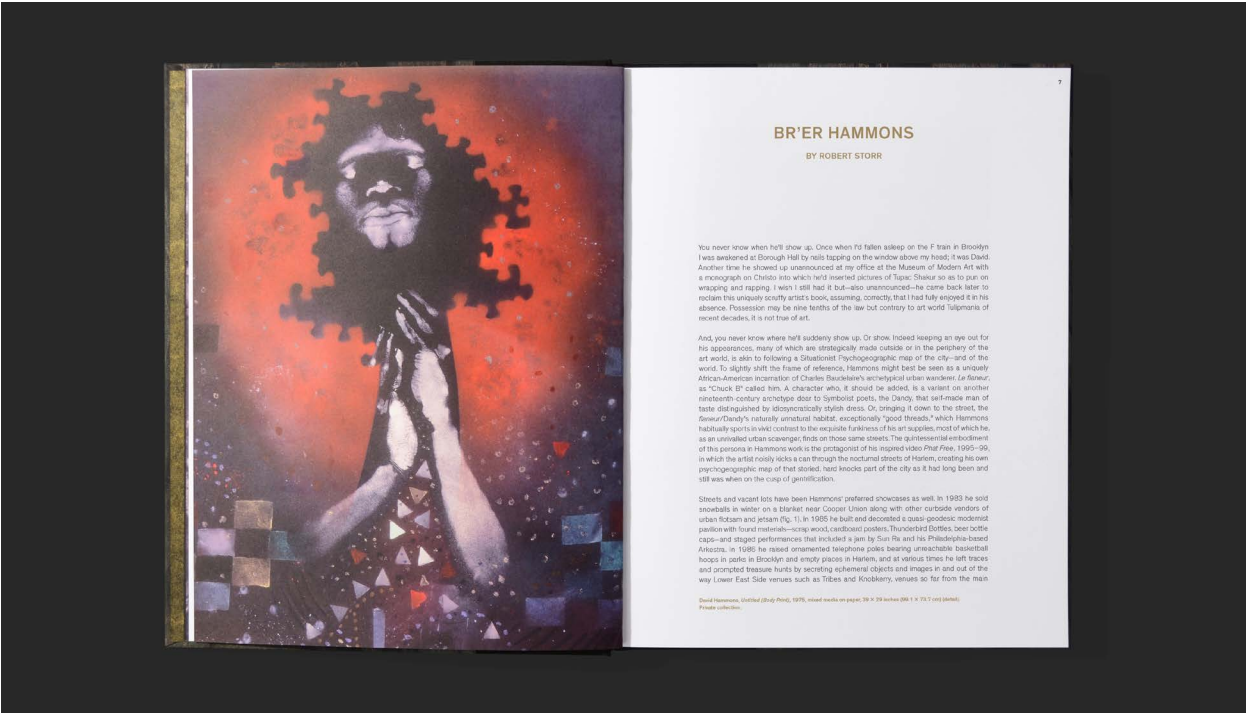 7
BR'ER HAMMONS
BY ROBERT STORR
You never know when he'll show up. Once when I'd fallen asleep on the F train in Brooklyn
I was awakened at Borough Hall by nails tapping on the window above my head; it was David.
Another time he showed up unannounced at my office at the Museum of Modern Art with
a monograph on Christo into which he'd inserted pictures of Tupac Shakur so as to pun on
wrapping and rapping. I wish I still had it but—also unannounced—he came back later to
reclaim this uniquely scruffy artist's book, assuming, correctly, that I had fully enjoyed it in his
absence. Possession may be nine tenths of the law but contrary to art world Tulipmania of
recent decades, it is not true of art.
And, you never know where he'll suddenly show up. Or show. Indeed keeping an eye out for
his appearances, many of which are strategically made outside or in the periphery of the
art world, is akin to following a Situationist Psychogeographic map of the city—and of the
world. To slightly shift the frame of reference, Hammons might best be seen as a uniquely
African-American incarnation of Charles Baudelaire's archetypical urban wanderer, Le flaneur,
as "Chuck B" called him. A character who, it should be added, is a variant on another
nineteenth-century archetype dear to Symbolist poets, the Dandy, that self-made man of
taste distinguished by idiosyncratically stylish dress. Or, bringing it down to the street, the
flaneur/Dandy's naturally unnatural habitat, exceptionally "good threads," which Hammons
habitually sports in vivid contrast to the exquisite funkiness of his art supplies, most of which he,
as an unrivalled urban scavenger, finds on those same streets. The quintessential embodiment
of this persona in Hammons work is the protagonist of his inspired video Phat Free, 1995–99,
in which the artist noisily kicks a can through the nocturnal streets of Harlem, creating his own
psychogeographic map of that storied, hard knocks part of the city as it had long been and
still was when on the cusp of gentrification.
Streets and vacant lots have been Hammons' preferred showcases as well. In 1983 he sold
snowballs in winter on a blanket near Cooper Union along with other curbside vendors of
urban flotsam and jetsam (fig. 1). In 1985 he built and decorated a quasi-geodesic modernist
pavilion with found materials—scrap wood, cardboard posters, Thunderbird Bottles, beer bottle
caps—and staged performances that included a jam by Sun Ra and his Philadelphia-based
Arkestra. In 1986 he raised ornamented telephone poles bearing unreachable basketball
hoops in parks in Brooklyn and empty places in Harlem, and at various times he left traces
and prompted treasure hunts by secreting ephemeral objects and images in and out of the
way Lower East Side venues such as Tribes and Knobkerry, venues so far from the main
David Hammons, Untitled (Body Print), 1975, mixed media on paper, 39 × 29 inches (99.1 × 73.7 cm) (detail).
Private collection.